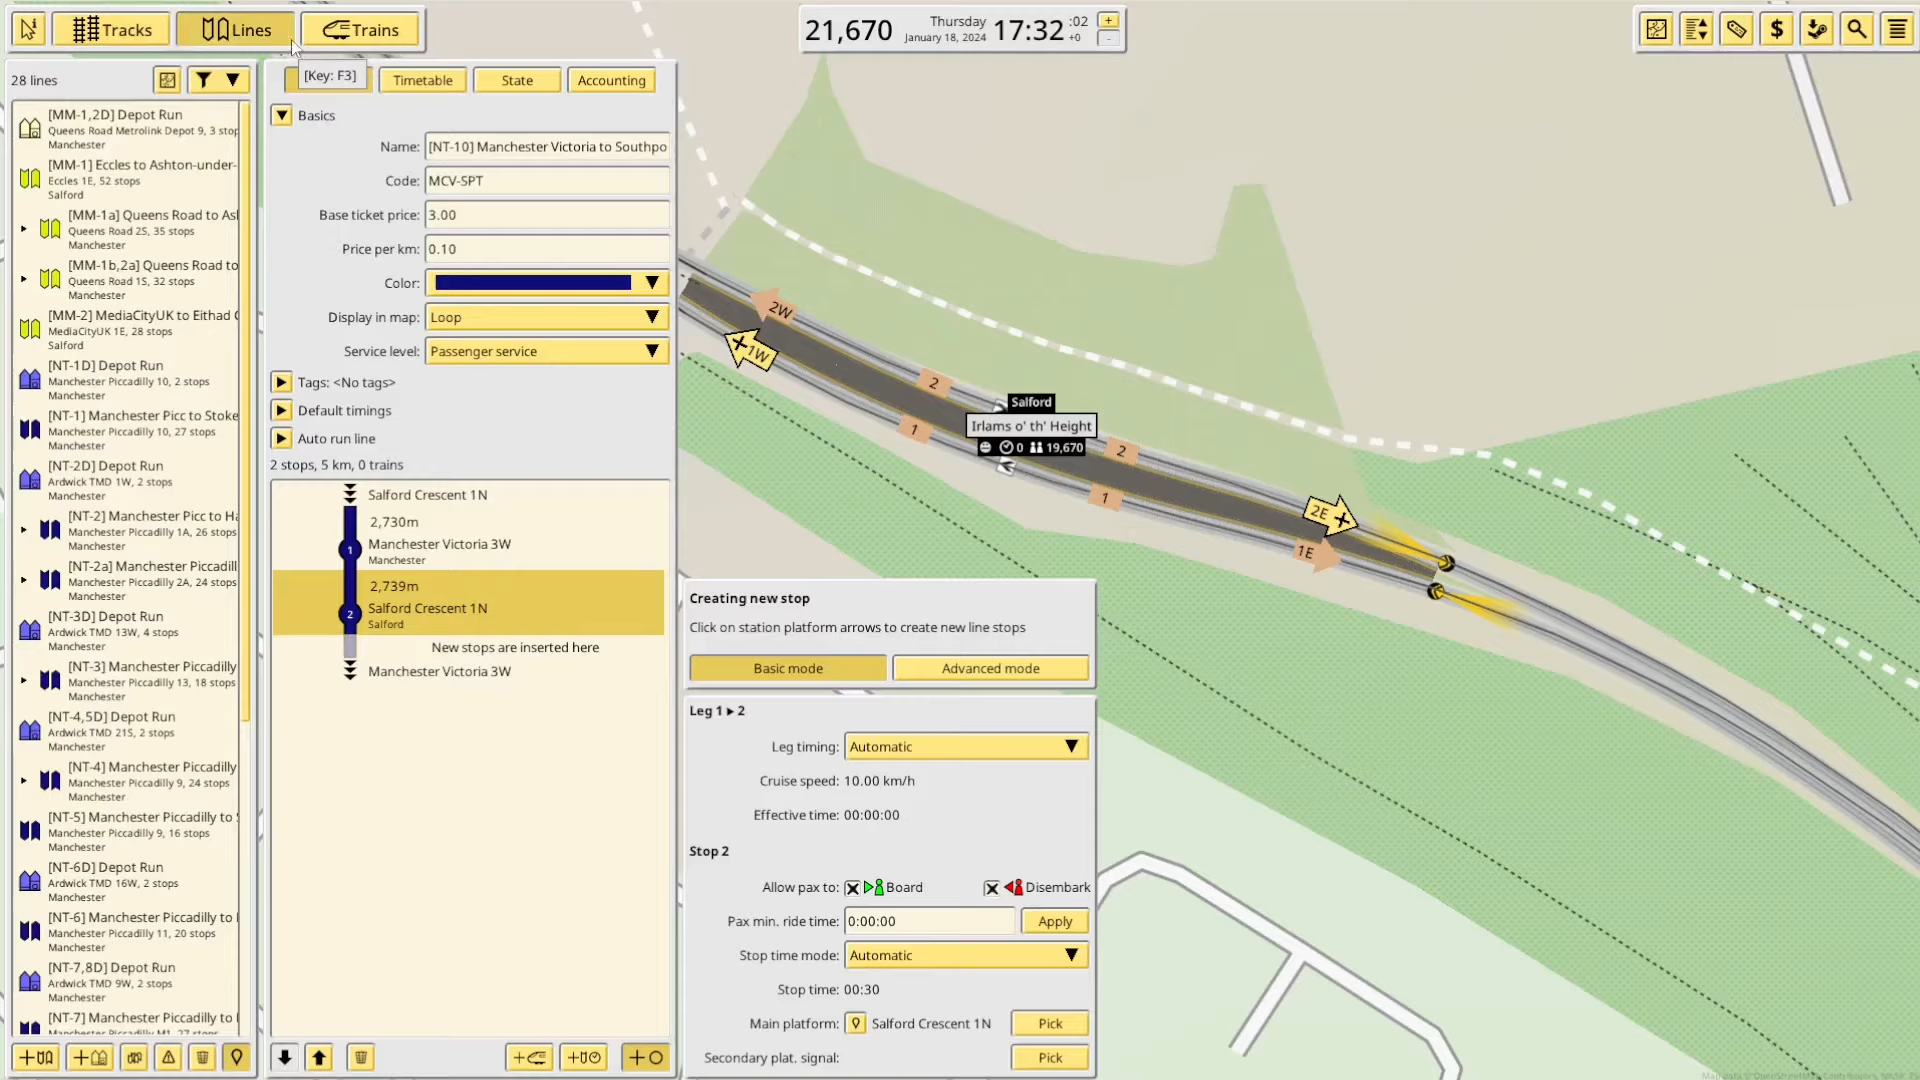 Tracks
Lines
Trains
21,670
Thursday
January 18, 2024
17:32
:02
+0
+
-
$
28 lines
[Key: F3]
Timetable
State
Accounting
[MM-1,2D] Depot Run
Queens Road Metrolink Depot 9, 3 stop
Manchester
[MM-1] Eccles to Ashton-under-
Eccles 1E, 52 stops
Salford
[MM-1a] Queens Road to Asl
Queens Road 2S, 35 stops
Manchester
[MM-1b,2a] Queens Road to
Queens Road 1S, 32 stops
Manchester
[MM-2] MediaCityUK to Eithad C
MediaCityUK 1E, 28 stops
Salford
[NT-1D] Depot Run
Manchester Piccadilly 10, 2 stops
Manchester
[NT-1] Manchester Picc to Stoke
Manchester Piccadilly 10, 27 stops
Manchester
[NT-2D] Depot Run
Manchester Piccadilly 1W, 2 stops
Manchester
[NT-2] Manchester Picc to Ha
Manchester Piccadilly 1A, 26 stops
Manchester
[NT-2a] Manchester Piccadill
Manchester Piccadilly 2A, 24 stops
Manchester
[NT-3D] Depot Run
Ardwick TMD 13W, 4 stops
Manchester
[NT-3] Manchester Piccadilly
Manchester Piccadilly 13, 18 stops
Manchester
[NT-4,5D] Depot Run
Ardwick TMD 21S, 2 stops
Manchester
[NT-4] Manchester Piccadilly
Manchester Piccadilly 9, 24 stops
Manchester
[NT-5] Manchester Piccadilly to
Manchester Piccadilly 9, 16 stops
Manchester
[NT-6D] Depot Run
Ardwick TMD 16W, 2 stops
Manchester
[NT-6] Manchester Piccadilly to
Manchester Piccadilly 11, 20 stops
Manchester
[NT-7,8D] Depot Run
Ardwick TMD 9W, 2 stops
Manchester
[NT-7] Manchester Piccadilly to
Manchester Piccadilly M1, 27 stops
Basics
Name: [NT-10] Manchester Victoria to Southpo
Code: MCV-SPT
Base ticket price: 3.00
Price per km: 0.10
Color:
Display in map: Loop
Service level: Passenger service
Tags: <No tags>
Default timings
Auto run line
2 stops, 5 km, 0 trains
Salford Crescent 1N
2,730m
1
Manchester Victoria 3W
Manchester
2,739m
2
Salford Crescent 1N
Salford
New stops are inserted here
Manchester Victoria 3W
2W
1W
2
1
Salford
Irlams o' th' Height
0 19,670
2
1
2E
1E
Creating new stop
Click on station platform arrows to create new line stops
Basic mode
Advanced mode
Leg 1 ▸ 2
Leg timing: Automatic
Cruise speed: 10.00 km/h
Effective time: 00:00:00
Stop 2
Allow pax to: Board Disembark
Pax min. ride time: 0:00:00 Apply
Stop time mode: Automatic
Stop time: 00:30
Main platform: Salford Crescent 1N Pick
Secondary plat. signal: Pick